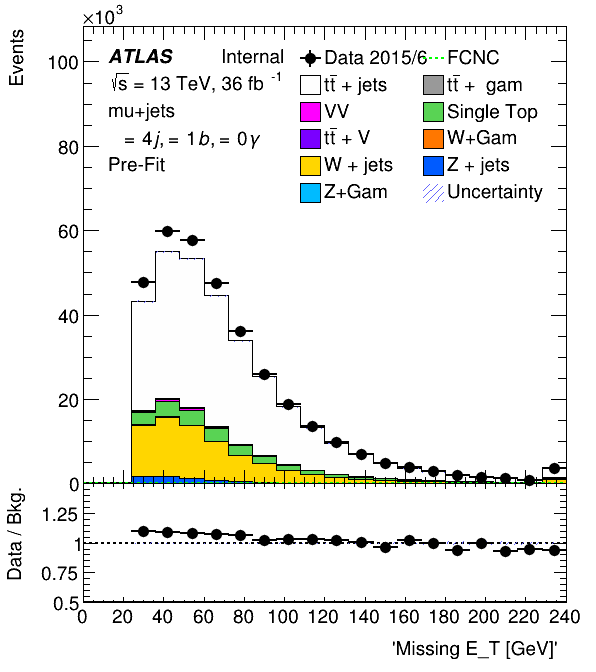 ×10³
Events
100
80
60
40
20
0
ATLAS Internal
√s = 13 TeV, 36 fb⁻¹
mu+jets
= 4j, = 1b, = 0γ
Pre-Fit
Data 2015/6 FCNC
tt̄ + jets tt̄ + gam
VV Single Top
tt̄ + V W+Gam
W + jets Z + jets
Z+Gam Uncertainty
Data / Bkg.
1.25
1
0.75
0.5
0 20 40 60 80 100 120 140 160 180 200 220 240
'Missing E_T [GeV]'